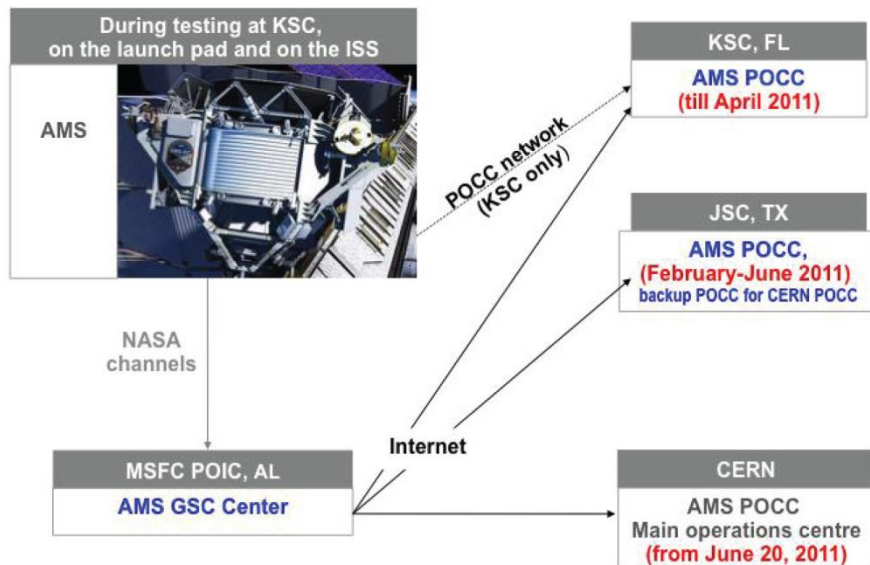 During testing at KSC,
on the launch pad and on the ISS
AMS
POCC network
(KSC only)
KSC, FL
AMS POCC
(till April 2011)
JSC, TX
AMS POCC,
(February-June 2011)
backup POCC for CERN POCC
NASA
channels
Internet
MSFC POIC, AL
AMS GSC Center
CERN
AMS POCC
Main operations centre
(from June 20, 2011)